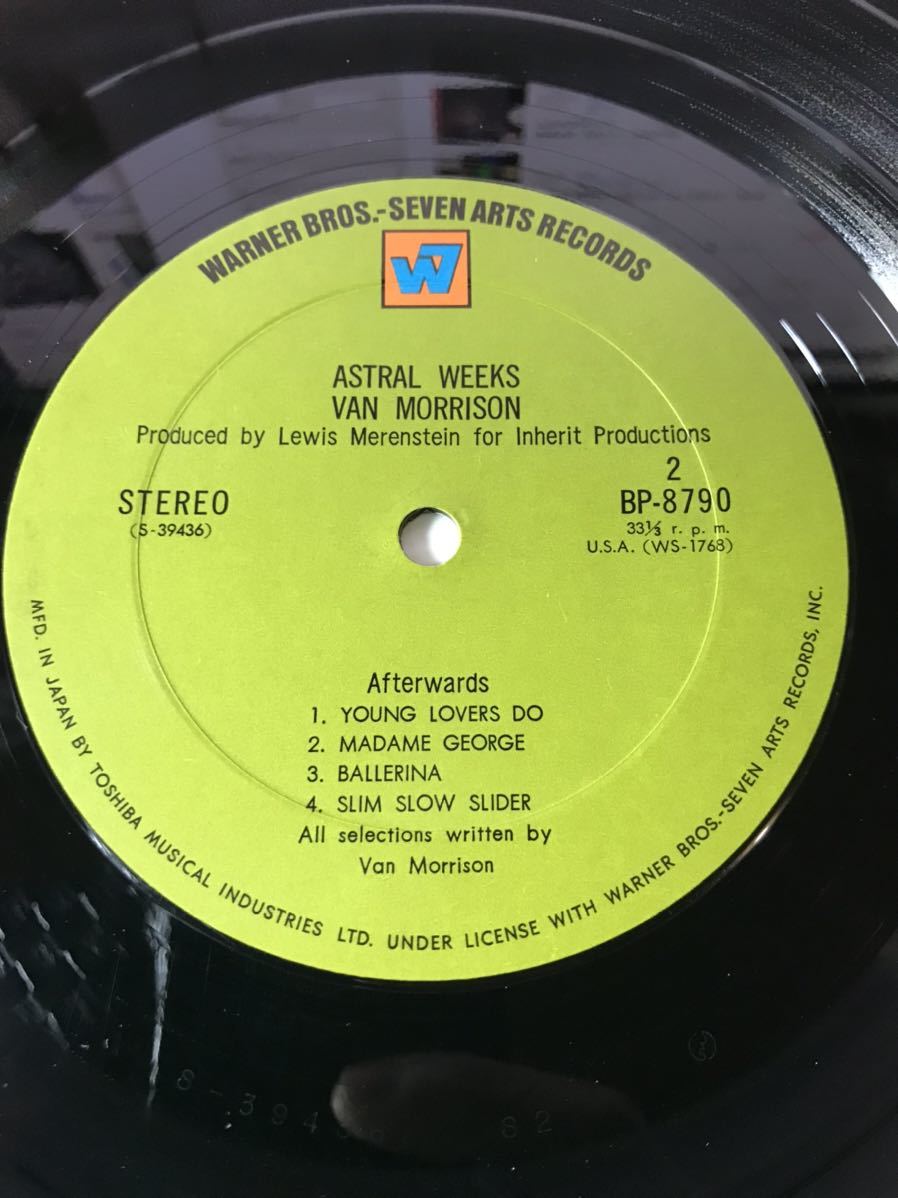 WARNER BROS.-SEVEN ARTS RECORDS
W7
ASTRAL WEEKS
VAN MORRISON
Produced by Lewis Merenstein for Inherit Productions
STEREO
(S-39436)
2
BP-8790
33⅓ r. p. m.
U.S.A. (WS-1768)
Afterwards
1. YOUNG LOVERS DO
2. MADAME GEORGE
3. BALLERINA
4. SLIM SLOW SLIDER
All selections written by
Van Morrison
MFD. IN JAPAN BY TOSHIBA MUSICAL INDUSTRIES LTD. UNDER LICENSE WITH WARNER BROS.-SEVEN ARTS RECORDS, INC.
82